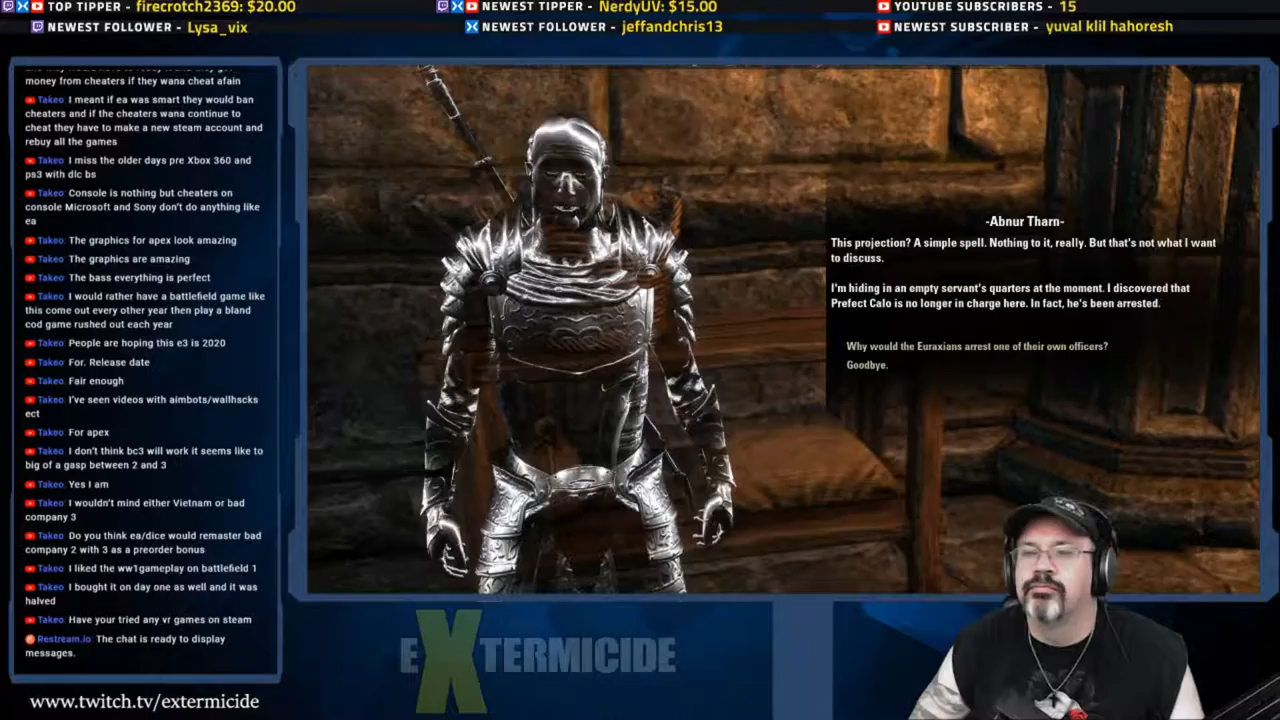 TOP TIPPER - firecrotch2369: $20.00
NEWEST TIPPER - NerdyUV: $15.00
YOUTUBE SUBSCRIBERS - 15
NEWEST FOLLOWER - Lysa_vix
NEWEST FOLLOWER - jeffandchris13
NEWEST SUBSCRIBER - yuval klil hahoresh
money from cheaters if they wana cheat afain
Takeo: I meant if ea was smart they would ban
cheaters and if the cheaters wana continue to
cheat they have to make a new steam account and
rebuy all the games
Takeo: I miss the older days pre Xbox 360 and
ps3 with dlc bs
Takeo: Console is nothing but cheaters on
console Microsoft and Sony don't do anything like
ea
Takeo: The graphics for apex look amazing
Takeo: The graphics are amazing
Takeo: The bass everything is perfect
Takeo: I would rather have a battlefield game like
this come out every other year then play a bland
cod game rushed out each year
Takeo: People are hoping this e3 is 2020
Takeo: For. Release date
Takeo: Fair enough
Takeo: I've seen videos with aimbots/wallhscks
ect
Takeo: For apex
Takeo: I don't think bc3 will work it seems like to
big of a gasp between 2 and 3
Takeo: Yes I am
Takeo: I wouldn't mind either Vietnam or bad
company 3
Takeo: Do you think ea/dice would remaster bad
company 2 with 3 as a preorder bonus
Takeo: I liked the ww1gameplay on battlefield 1
Takeo: I bought it on day one as well and it was
halved
Takeo: Have your tried any vr games on steam
Restream.io: The chat is ready to display
messages.
-Abnur Tharn-
This projection? A simple spell. Nothing to it, really. But that's not what I want
to discuss.
I'm hiding in an empty servant's quarters at the moment. I discovered that
Prefect Calo is no longer in charge here. In fact, he's been arrested.
Why would the Euraxians arrest one of their own officers?
Goodbye.
EXTERMICIDE
www.twitch.tv/extermicide